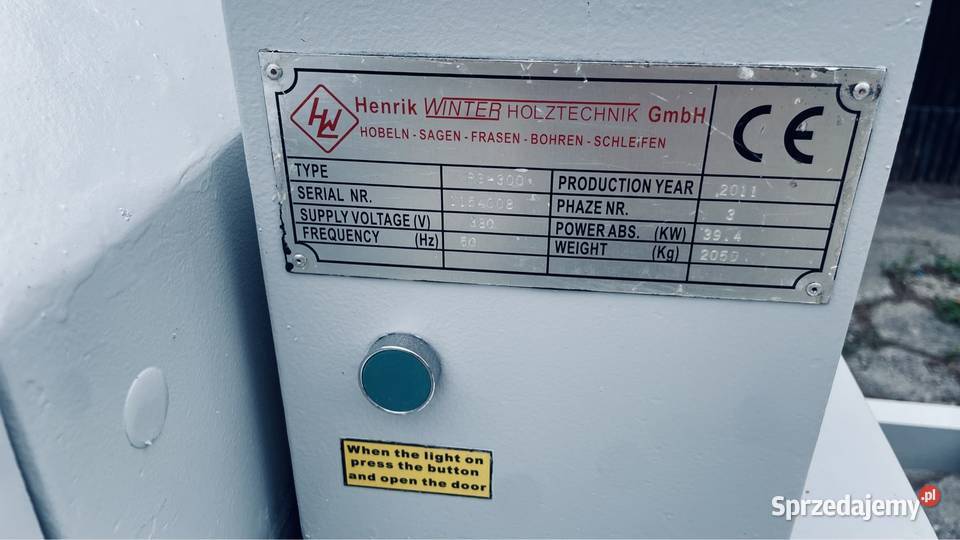 HW
Henrik WINTER HOLZTECHNIK GmbH
HOBELN - SAGEN - FRASEN - BOHREN - SCHLEIFEN
CE
TYPE -300
SERIAL NR.
SUPPLY VOLTAGE (V) 380
FREQUENCY (Hz) 50
PRODUCTION YEAR 2011
PHAZE NR. 3
POWER ABS. (KW) 39.4
WEIGHT (Kg) 2050
When the light on
press the button
and open the door
Sprzedajemy.pl